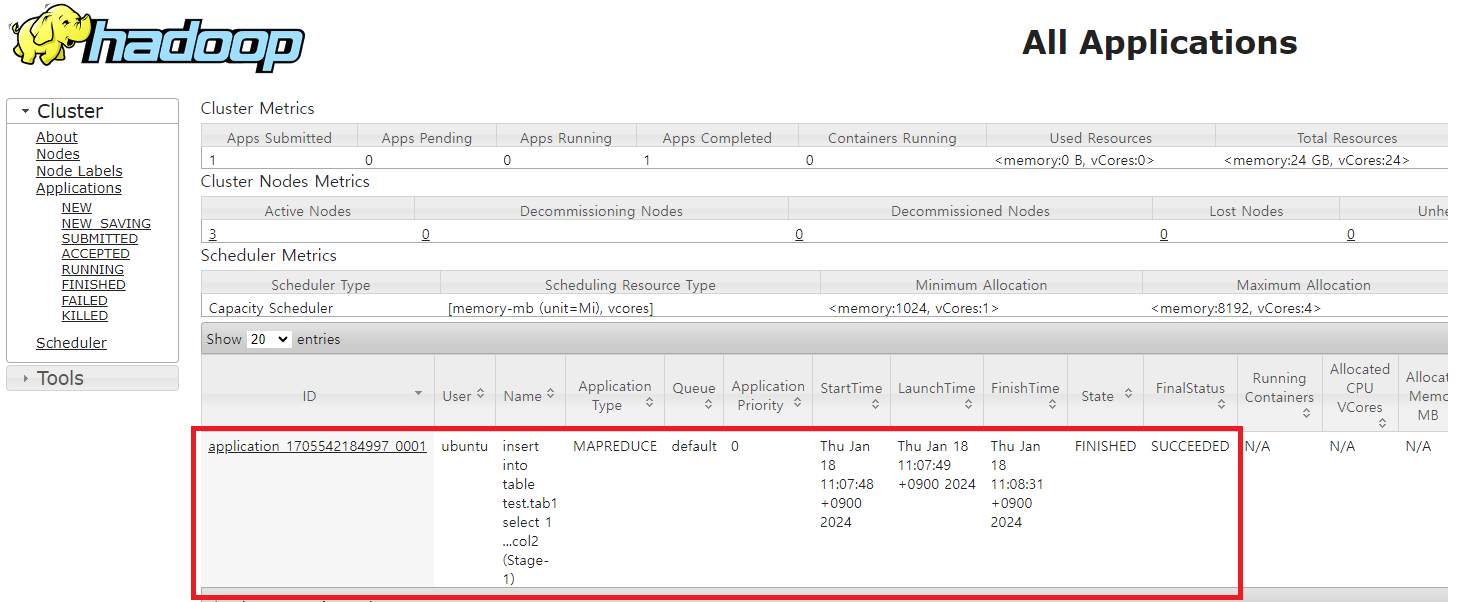 hadoop
All Applications
Cluster
About
Nodes
Node Labels
Applications
NEW
NEW_SAVING
SUBMITTED
ACCEPTED
RUNNING
FINISHED
FAILED
KILLED
Scheduler
Tools
Cluster Metrics
Apps Submitted Apps Pending Apps Running Apps Completed Containers Running Used Resources Total Resources
1 0 0 1 0 <memory:0 B, vCores:0> <memory:24 GB, vCores:24>
Cluster Nodes Metrics
Active Nodes Decommissioning Nodes Decommissioned Nodes Lost Nodes Unhe
3 0 0 0 0
Scheduler Metrics
Scheduler Type Scheduling Resource Type Minimum Allocation Maximum Allocation
Capacity Scheduler [memory-mb (unit=Mi), vcores] <memory:1024, vCores:1> <memory:8192, vCores:4>
Show 20 entries
ID
User
Name
Application
Type
Queue
Application
Priority
StartTime
LaunchTime
FinishTime
State
FinalStatus
Running
Containers
Allocated
CPU
VCores
Allocat
Memo
MB
application_1705542184997_0001
ubuntu
insert
into
table
test.tab1
select 1
...col2
(Stage-
1)
MAPREDUCE
default
0
Thu Jan
18
11:07:48
+0900
2024
Thu Jan 18
11:07:49
+0900 2024
Thu Jan
18
11:08:31
+0900
2024
FINISHED
SUCCEEDED
N/A
N/A
N/A